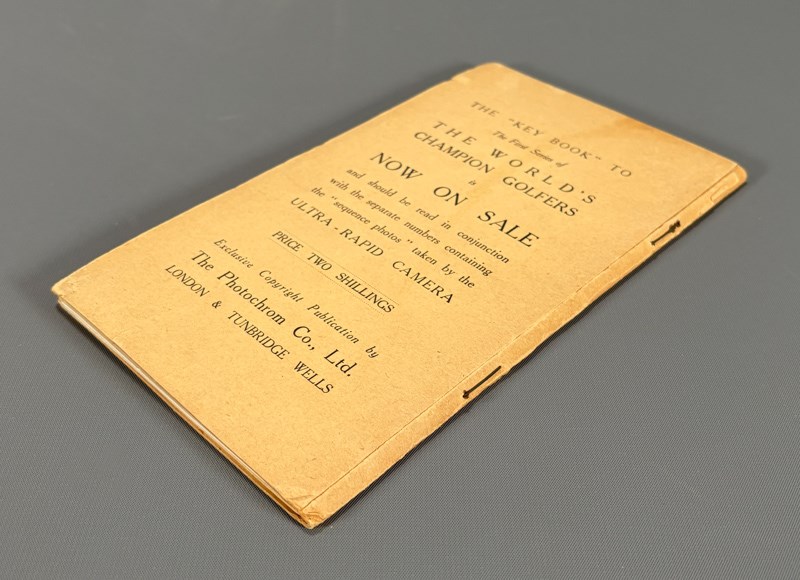 THE "KEY BOOK" TO
The First Series of
THE WORLD'S
CHAMPION GOLFERS
is
NOW ON SALE
and should be read in conjunction
with the separate numbers containing
the "sequence photos" taken by the
ULTRA-RAPID CAMERA
PRICE TWO SHILLINGS
Exclusive Copyright Publication by
The Photochrom Co., Ltd.
LONDON & TUNBRIDGE WELLS